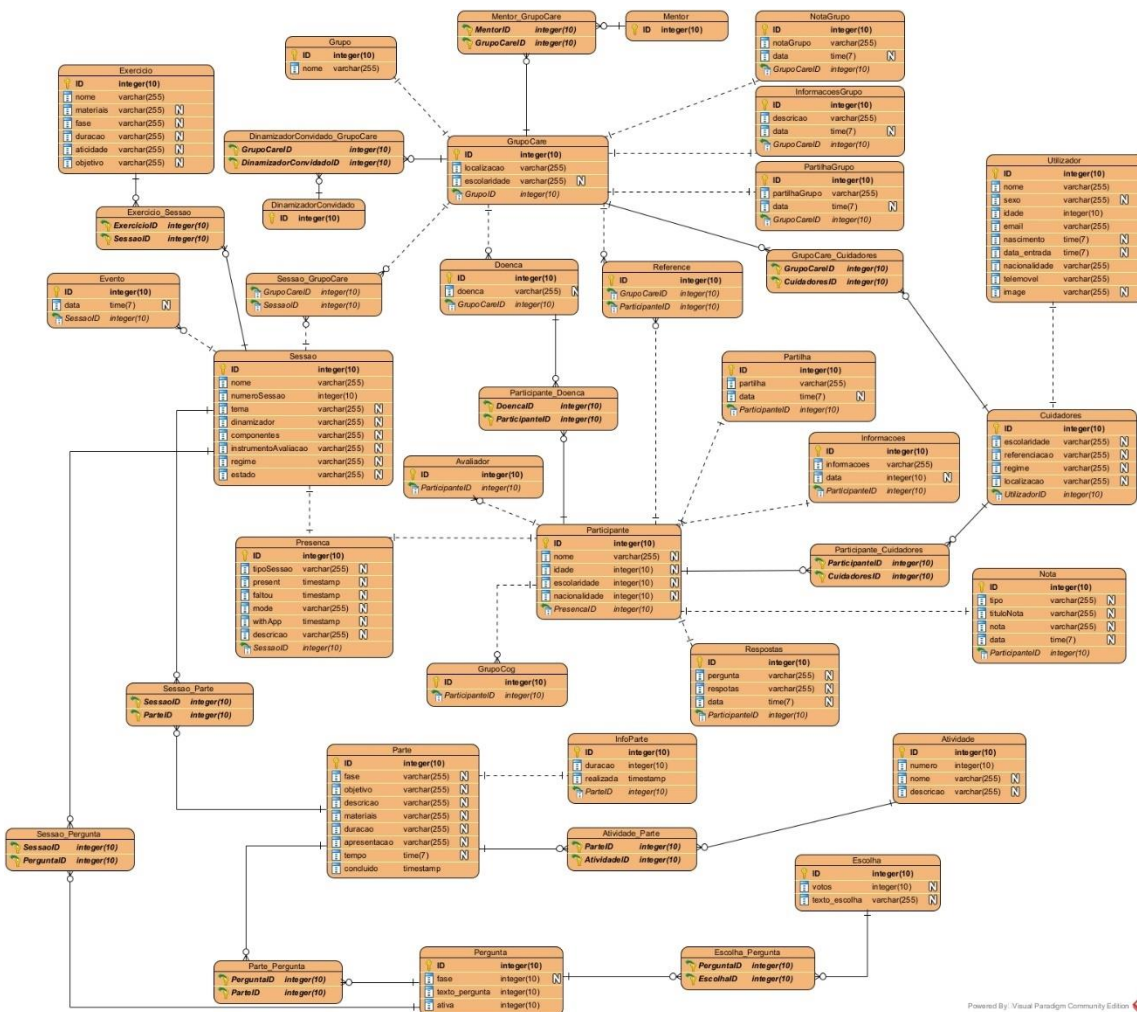 Mentor_GrupoCare
MentorID integer(10)
GrupoCareID integer(10)
Mentor
ID integer(10)
NotaGrupo
ID integer(10)
notaGrupo varchar(255)
data time(7) N
GrupoCareID integer(10)
Grupo
ID integer(10)
nome varchar(255)
Exercicio
ID integer(10)
nome varchar(255)
materiais varchar(255) N
fase varchar(255) N
duracao varchar(255) N
aticidade varchar(255) N
objetivo varchar(255) N
InformacoesGrupo
ID integer(10)
descricao varchar(255)
data time(7) N
GrupoCareID integer(10)
DinamizadorConvidado_GrupoCare
GrupoCareID integer(10)
DinamizadorConvidadoID integer(10)
GrupoCare
ID integer(10)
localizacao varchar(255)
escolaridade varchar(255) N
GrupoID integer(10)
PartilhaGrupo
ID integer(10)
partilhaGrupo varchar(255)
data time(7) N
GrupoCareID integer(10)
Utilizador
ID integer(10)
nome varchar(255)
sexo varchar(255) N
idade integer(10)
email varchar(255)
nascimento time(7) N
data_entrada time(7) N
nacionalidade varchar(255)
telemovel varchar(255)
image varchar(255) N
DinamizadorConvidado
ID integer(10)
Exercicio_Sessao
ExercicioID integer(10)
SessaoID integer(10)
GrupoCare_Cuidadores
GrupoCareID integer(10)
CuidadoresID integer(10)
Evento
ID integer(10)
data time(7) N
SessaoID integer(10)
Sessao_GrupoCare
GrupoCareID integer(10)
SessaoID integer(10)
Doenca
ID integer(10)
doenca varchar(255) N
GrupoCareID integer(10)
Reference
GrupoCareID integer(10)
ParticipanteID integer(10)
Sessao
ID integer(10)
nome varchar(255)
numeroSessao integer(10)
tema varchar(255) N
dinamizador varchar(255) N
componentes varchar(255) N
instrumentoAvaliacao varchar(255) N
regime varchar(255) N
estado varchar(255) N
Partilha
ID integer(10)
partilha varchar(255)
data time(7) N
ParticipanteID integer(10)
Participante_Doenca
DoencaID integer(10)
ParticipanteID integer(10)
Cuidadores
ID integer(10)
escolaridade varchar(255) N
referenciacao varchar(255) N
regime varchar(255) N
localizacao varchar(255) N
UtilizadorID integer(10)
Informacoes
ID integer(10)
informacoes varchar(255)
data integer(10) N
ParticipanteID integer(10)
Avaliador
ID integer(10)
ParticipanteID integer(10)
Participante
ID integer(10)
nome varchar(255) N
idade integer(10) N
escolaridade integer(10) N
nacionalidade integer(10) N
PresencaID integer(10)
Presenca
ID integer(10)
tipoSessao varchar(255) N
present timestamp N
faltou timestamp N
mode timestamp N
withApp timestamp N
descricao varchar(255) N
SessaoID integer(10)
Participante_Cuidadores
ParticipanteID integer(10)
CuidadoresID integer(10)
Nota
ID integer(10)
tipo varchar(255) N
tituloNota varchar(255) N
nota varchar(255) N
data time(7) N
ParticipanteID integer(10)
GrupoCog
ID integer(10)
ParticipanteID integer(10)
Respostas
ID integer(10)
pergunta varchar(255) N
respotas varchar(255) N
data time(7) N
ParticipanteID integer(10)
Sessao_Parte
SessaoID integer(10)
ParteID integer(10)
Parte
ID integer(10)
fase varchar(255) N
objetivo varchar(255) N
descricao varchar(255) N
materiais varchar(255) N
duracao varchar(255) N
apresentacao varchar(255) N
tempo time(7) N
concluido timestamp
InfoParte
ID integer(10)
duracao integer(10)
realizada timestamp
ParteID integer(10)
Atividade
ID integer(10)
numero integer(10)
nome varchar(255) N
descricao varchar(255) N
Sessao_Pergunta
SessaoID integer(10)
PerguntaID integer(10)
Atividade_Parte
ParteID integer(10)
AtividadeID integer(10)
Escolha
ID integer(10)
votos integer(10) N
texto_escolha varchar(255) N
Parte_Pergunta
PerguntaID integer(10)
ParteID integer(10)
Pergunta
ID integer(10)
fase integer(10) N
texto_pergunta integer(10)
ativa integer(10)
Escolha_Pergunta
PerguntaID integer(10)
EscolhaID integer(10)
Powered By: Visual Paradigm Community Edition